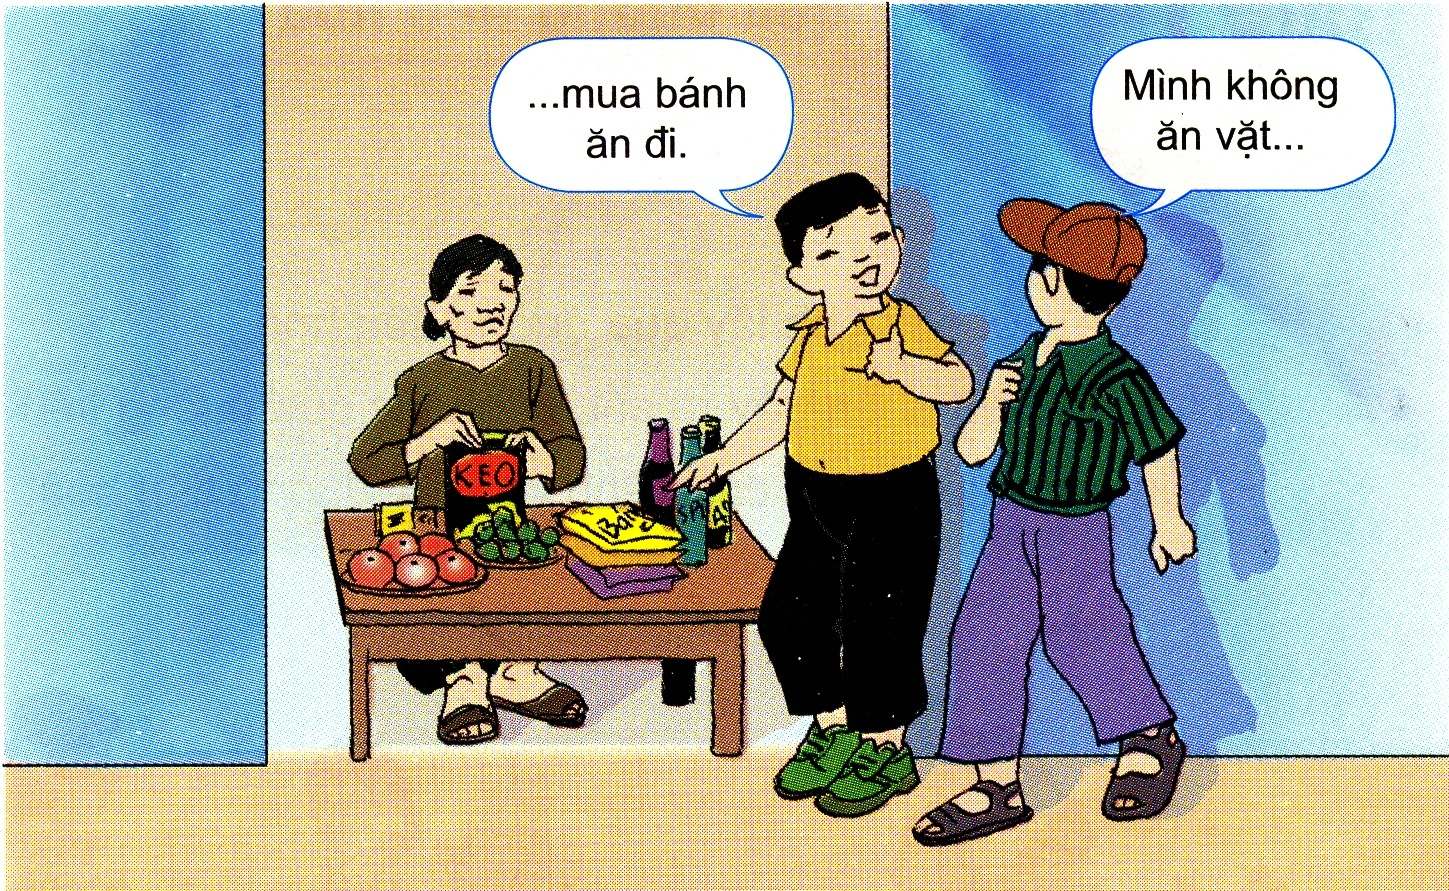 ...mua bánh
ăn đi.
Mình không
ăn vặt...
KEO